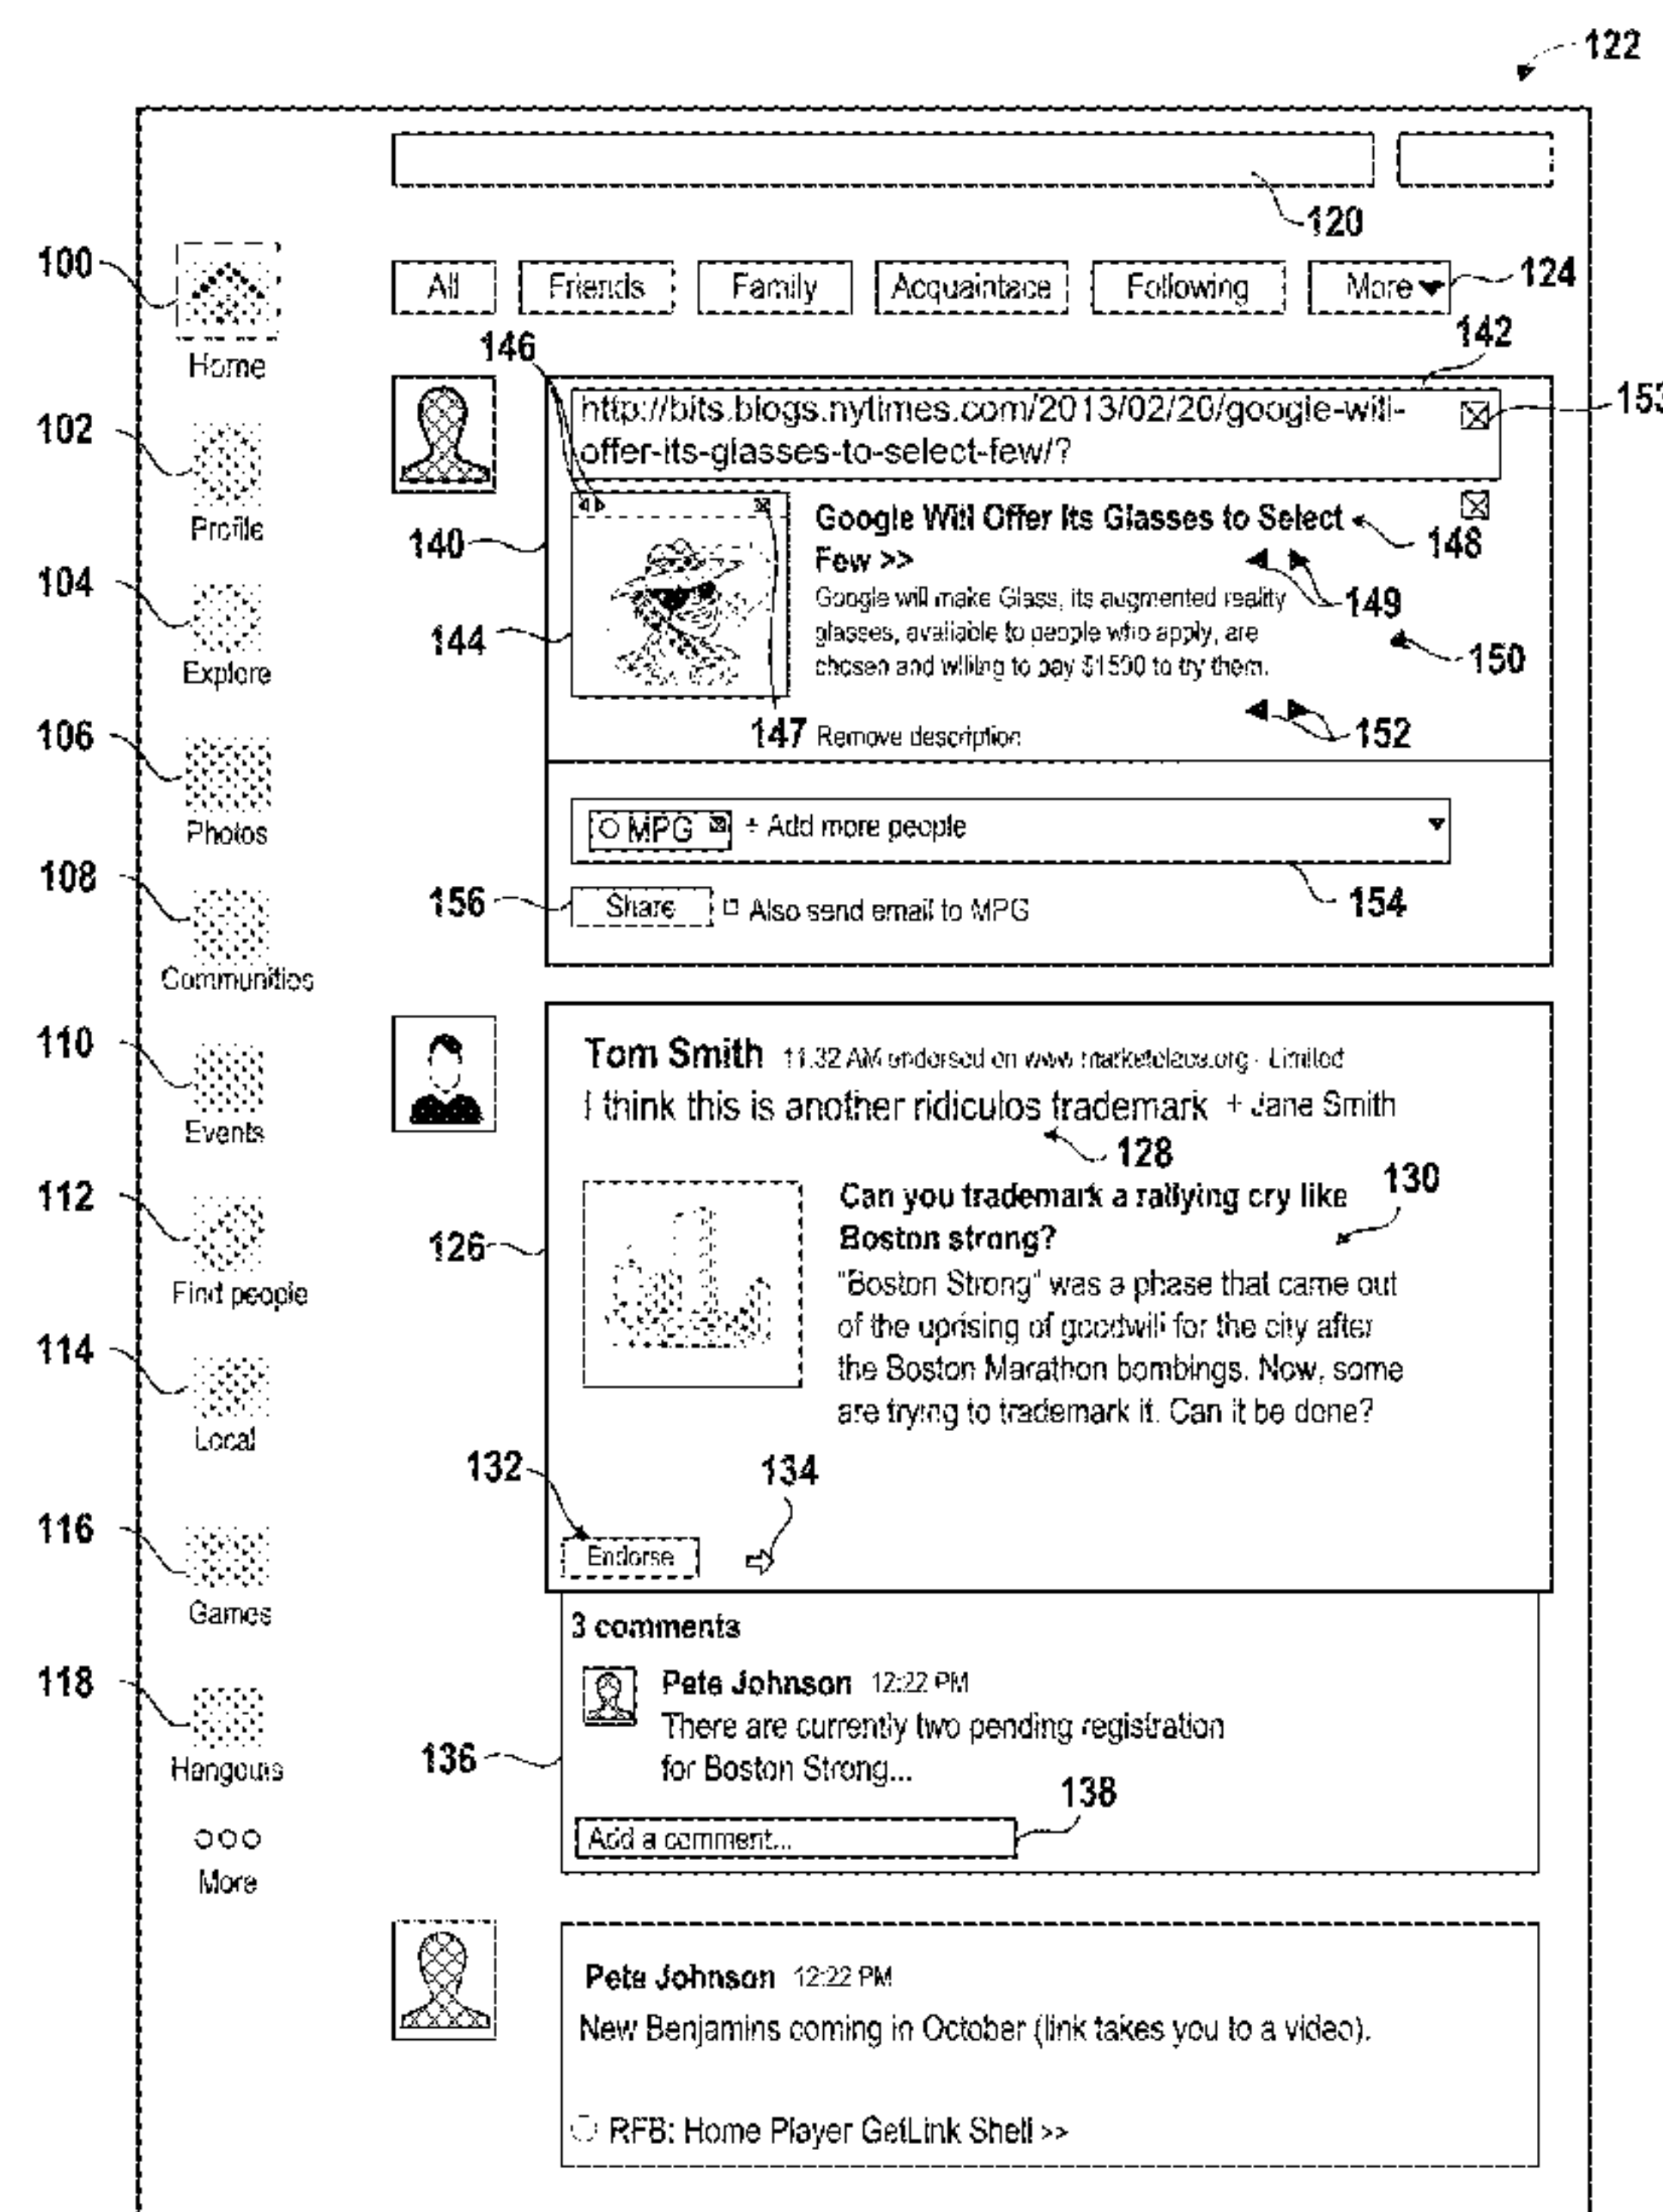 122
120
100
All Friends Family Acquaintace Following More 124
Home
146
142
http://bits.blogs.nytimes.com/2013/02/20/google-will-
153
offer-its-glasses-to-select-few/?
102
Profile
140
Google Will Offer Its Glasses to Select
148
Few >>
104
Google will make Glass, its augmented reality
149
glasses, available to people who apply, are
144
150
chosen and willing to pay $1500 to try them.
Explore
106
147 Remove description
152
Photos
MPG + Add more people
108
156
Share Also send email to MPG
154
Communities
110
Tom Smith 11:32 AM endorsed on www.marketplace.org - Limited
I think this is another ridiculos trademark + Jane Smith
Events
128
130
112
Can you trademark a rallying cry like
126
Boston strong?
Find people
"Boston Strong" was a phase that came out
of the uprising of goodwill for the city after
114
the Boston Marathon bombings. Now, some
are trying to trademark it. Can it be done?
Local
132
134
116
Endorse
Games
3 comments
118
Pete Johnson 12:22 PM
There are currently two pending registration
136
for Boston Strong...
Hangouts
138
Add a comment...
More
Pete Johnson 12:22 PM
New Benjamins coming in October (link takes you to a video).
RFB: Home Player GetLink Shell >>